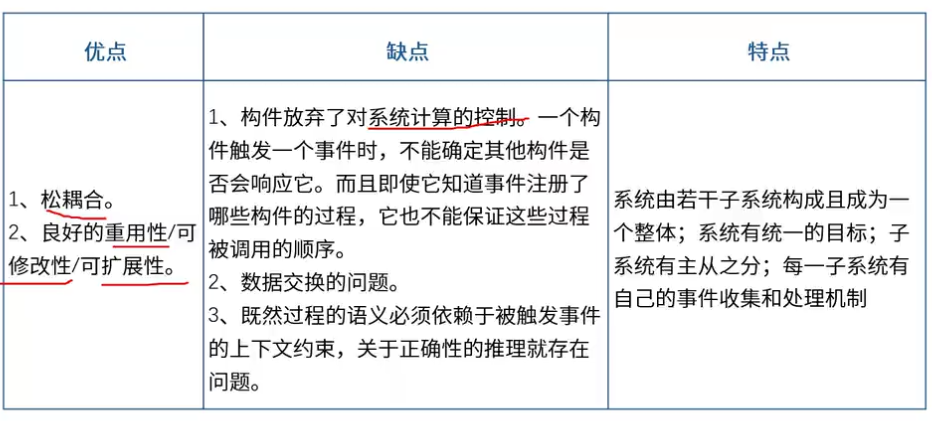 优点
缺点
特点
1、松耦合。
2、良好的重用性/可
修改性/可扩展性。
1、构件放弃了对系统计算的控制。一个构
件触发一个事件时，不能确定其他构件是
否会响应它。而且即使它知道事件注册了
哪些构件的过程，它也不能保证这些过程
被调用的顺序。
2、数据交换的问题。
3、既然过程的语义必须依赖于被触发事件
的上下文约束，关于正确性的推理就存在
问题。
系统由若干子系统构成且成为一
个整体；系统有统一的目标；子
系统有主从之分；每一子系统有
自己的事件收集和处理机制